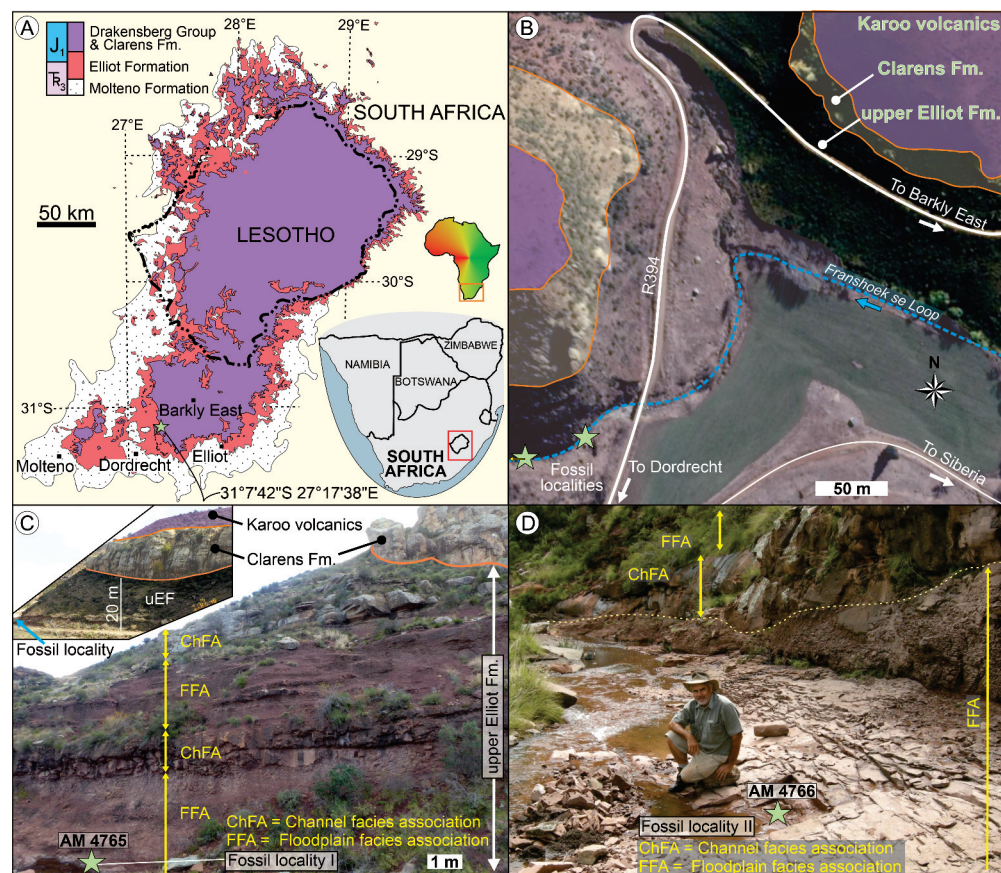 A
J1
TR3
Drakensberg Group
& Clarens Fm.
Elliot Formation
Molteno Formation
28°E
29°E
27°E
SOUTH AFRICA
29°S
50 km
LESOTHO
30°S
ZIMBABWE
NAMIBIA
BOTSWANA
SOUTH
AFRICA
31°S
Barkly East
Molteno
Dordrecht
Elliot
31°7'42"S 27°17'38"E
B
Karoo volcanics
Clarens Fm.
upper Elliot Fm.
To Barkly East
R394
Franshoek se Loop
N
Fossil
localities
To Dordrecht
To Siberia
50 m
C
Karoo volcanics
Clarens Fm.
20 m
uEF
Fossil locality
ChFA
FFA
ChFA
FFA
upper Elliot Fm.
ChFA = Channel facies association
FFA = Floodplain facies association
AM 4765
Fossil locality I
1 m
D
FFA
ChFA
FFA
AM 4766
Fossil locality II
ChFA = Channel facies association
FFA = Floodplain facies association